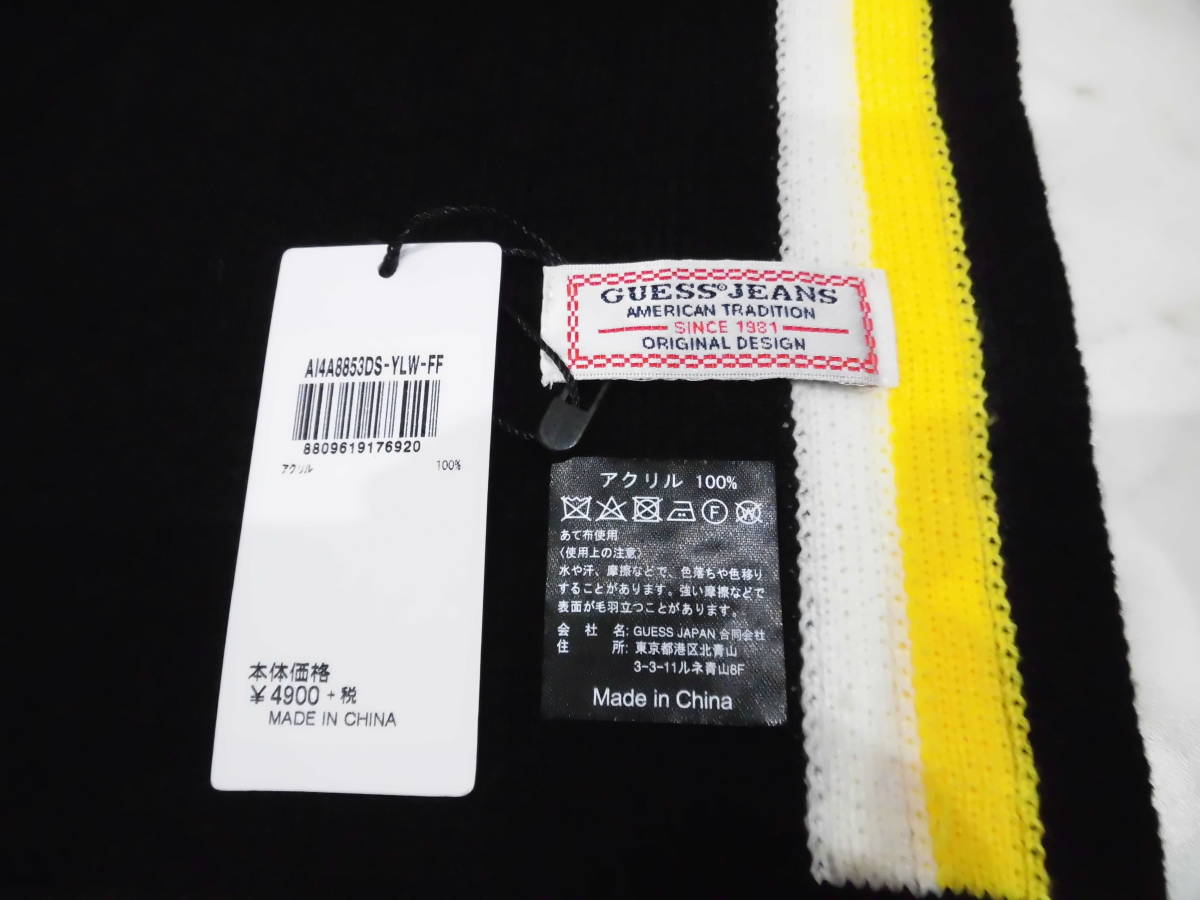 AI4A8853DS-YLW-FF
8809619176920
アクリル 100%
本体価格
¥4900 +税
MADE IN CHINA
GUESS® JEANS
AMERICAN TRADITION
SINCE 1981
ORIGINAL DESIGN
アクリル 100%
F W
あて布使用
〈使用上の注意〉
水や汗、摩擦などで、色落ちや色移り
することがあります。強い摩擦などで
表面が毛羽立つことがあります。
会 社 名: GUESS JAPAN 合同会社
住 所: 東京都港区北青山
3-3-11ルネ青山8F
Made in China